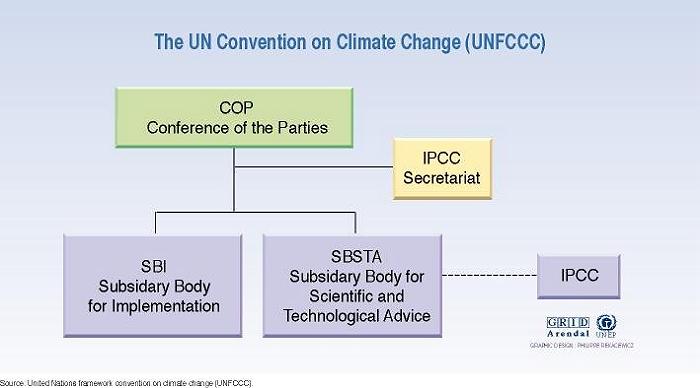 The UN Convention on Climate Change (UNFCCC)
COP
Conference of the Parties
IPCC
Secretariat
SBI
Subsidary Body
for Implementation
SBSTA
Subsidary Body for
Scientific and
Technological Advice
IPCC
GRID
Arendal
UNEP
GRAPHIC DESIGN : PHILIPPE REKACEWICZ
Source: United Nations framework convention on climate change (UNFCCC).